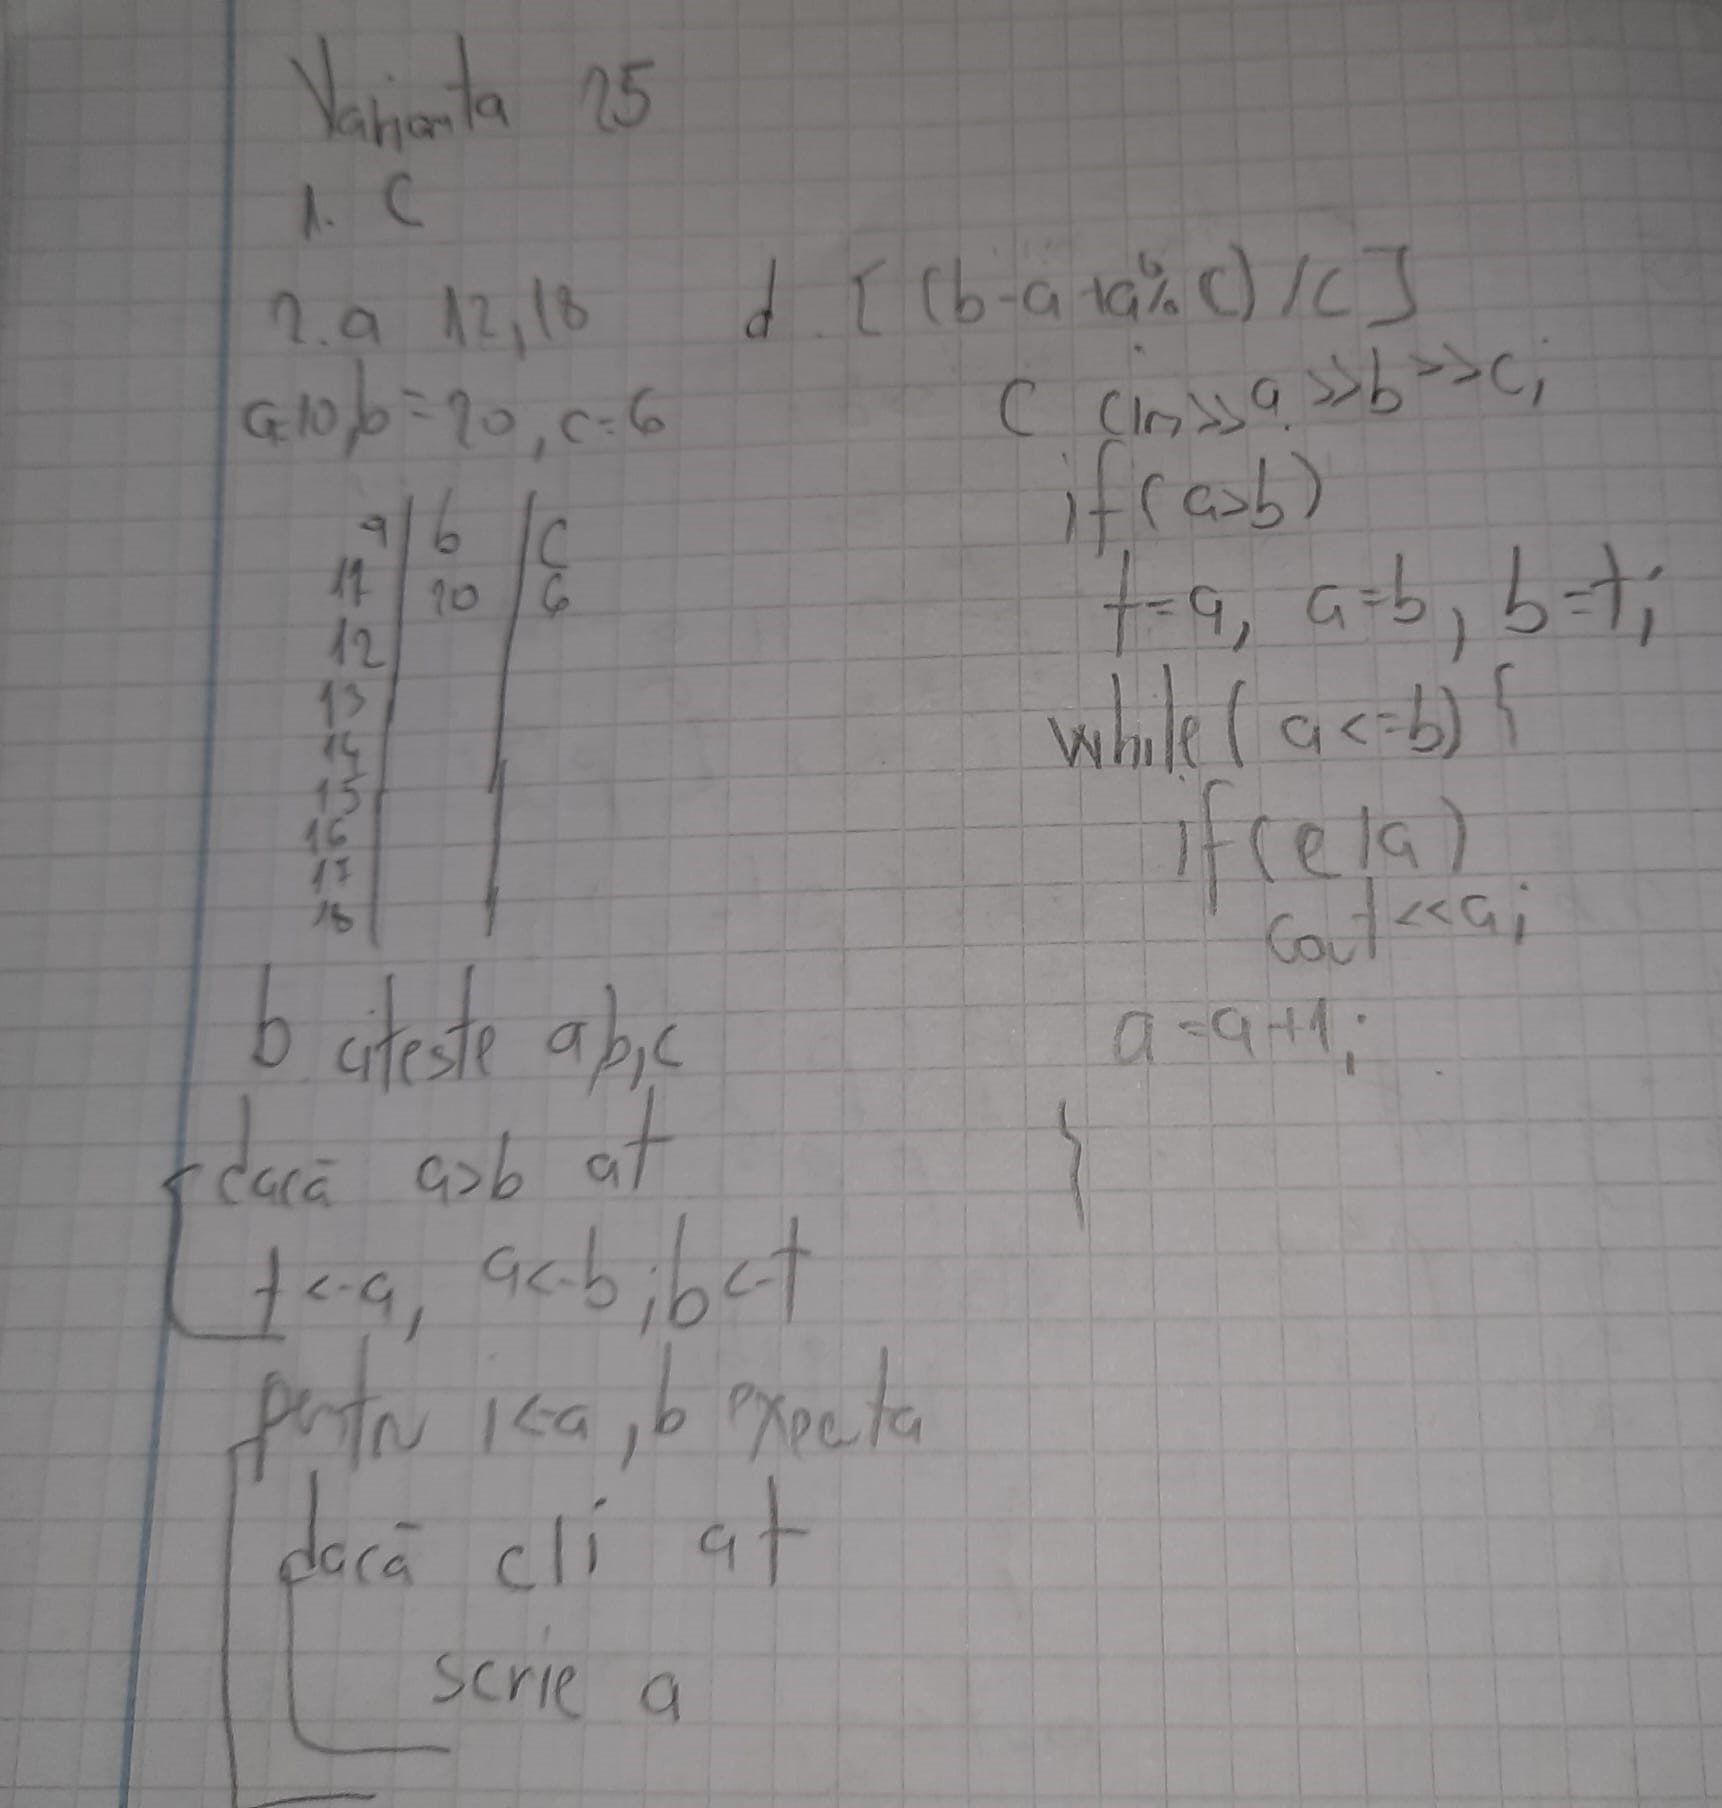 Varianta 25
1. C
2. a 12, 18
a=10, b=20, c=6
a | b | c
11 | 20 | 6
12
13
14
15
16
17
18
b citeste a b, c
dacă a>b at
t<-a, a<-b; b<-t
pentru i<-a, b executa
dacă c|i at
scrie a
d. [(b-a+a%c)/c]
C cin>>a>>b>>c;
if(a>b)
t=a, a=b, b=t;
while(a<=b){
if(e|a)
cout<<a;
a=a+1;
}